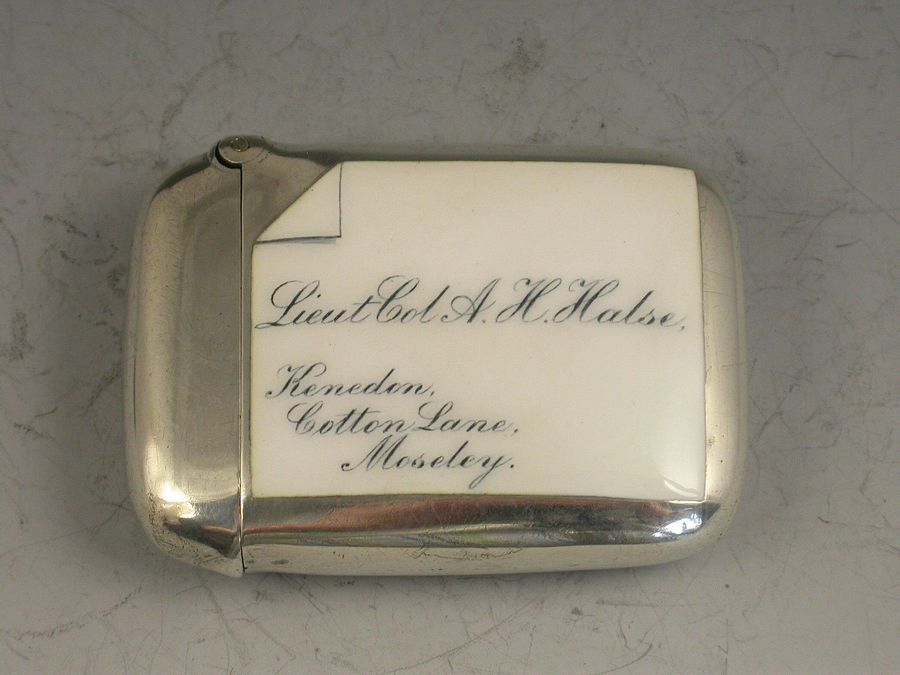 Lieut Col A. H. Halse,
Kenedon,
Cotton Lane,
Moseley.